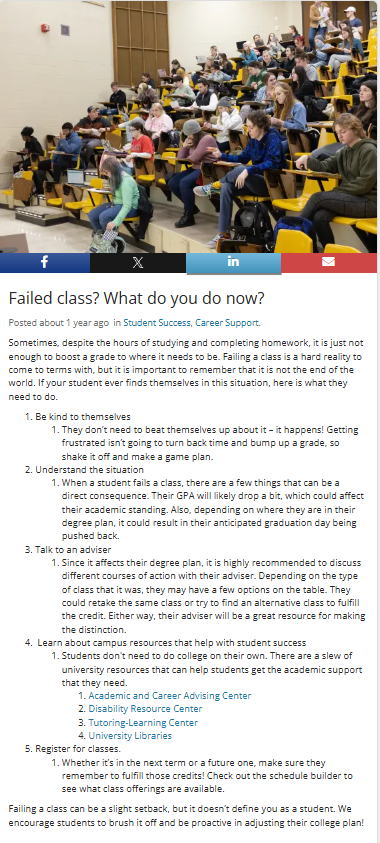 Failed class? What do you do now?
Posted about 1 year ago in Student Success, Career Support.
Sometimes, despite the hours of studying and completing homework, it is just not
enough to boost a grade to where it needs to be. Failing a class is a hard reality to
come to terms with, but it is important to remember that it is not the end of the
world. If your student ever finds themselves in this situation, here is what they
need to do.
1. Be kind to themselves
1. They don't need to beat themselves up about it – it happens! Getting
frustrated isn't going to turn back time and bump up a grade, so
shake it off and make a game plan.
2. Understand the situation
1. When a student fails a class, there are a few things that can be a
direct consequence. Their GPA will likely drop a bit, which could affect
their academic standing. Also, depending on where they are in their
degree plan, it could result in their anticipated graduation day being
pushed back.
3. Talk to an adviser
1. Since it affects their degree plan, it is highly recommended to discuss
different courses of action with their adviser. Depending on the type
of class that it was, they may have a few options on the table. They
could retake the same class or try to find an alternative class to fulfill
the credit. Either way, their adviser will be a great resource for making
the distinction.
4. Learn about campus resources that help with student success
1. Students don't need to do college on their own. There are a slew of
university resources that can help students get the academic support
that they need.
1. Academic and Career Advising Center
2. Disability Resource Center
3. Tutoring-Learning Center
4. University Libraries
5. Register for classes.
1. Whether it's in the next term or a future one, make sure they
remember to fulfill those credits! Check out the schedule builder to
see what class offerings are available.
Failing a class can be a slight setback, but it doesn't define you as a student. We
encourage students to brush it off and be proactive in adjusting their college plan!